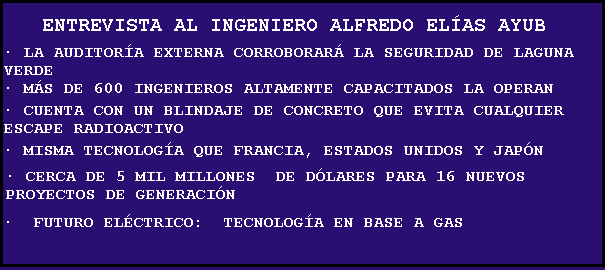 ENTREVISTA AL INGENIERO ALFREDO ELÍAS AYUB
· LA AUDITORÍA EXTERNA CORROBORARÁ LA SEGURIDAD DE LAGUNA
VERDE
· MÁS DE 600 INGENIEROS ALTAMENTE CAPACITADOS LA OPERAN
· CUENTA CON UN BLINDAJE DE CONCRETO QUE EVITA CUALQUIER
ESCAPE RADIOACTIVO
· MISMA TECNOLOGÍA QUE FRANCIA, ESTADOS UNIDOS Y JAPÓN
· CERCA DE 5 MIL MILLONES DE DÓLARES PARA 16 NUEVOS
PROYECTOS DE GENERACIÓN
· FUTURO ELÉCTRICO: TECNOLOGÍA EN BASE A GAS